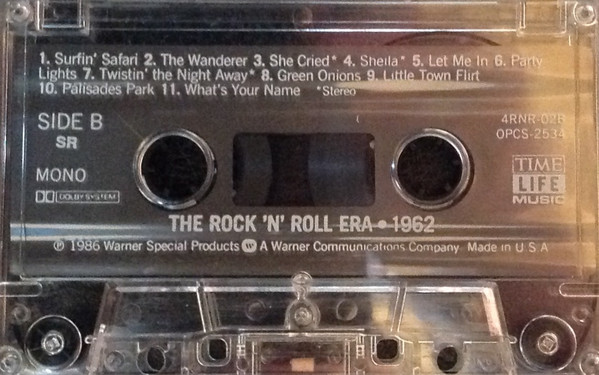 1. Surfin' Safari 2. The Wanderer 3. She Cried* 4. Sheila* 5. Let Me In 6. Party
Lights 7. Twistin' the Night Away* 8. Green Onions 9. Little Town Flirt
10. Palisades Park 11. What's Your Name *Stereo
SIDE B
SR
4RNR-02B
OPCS-2534
MONO
DOLBY SYSTEM
TIME
LIFE
MUSIC
THE ROCK 'N' ROLL ERA • 1962
℗ 1986 Warner Special Products W A Warner Communications Company Made in U S A